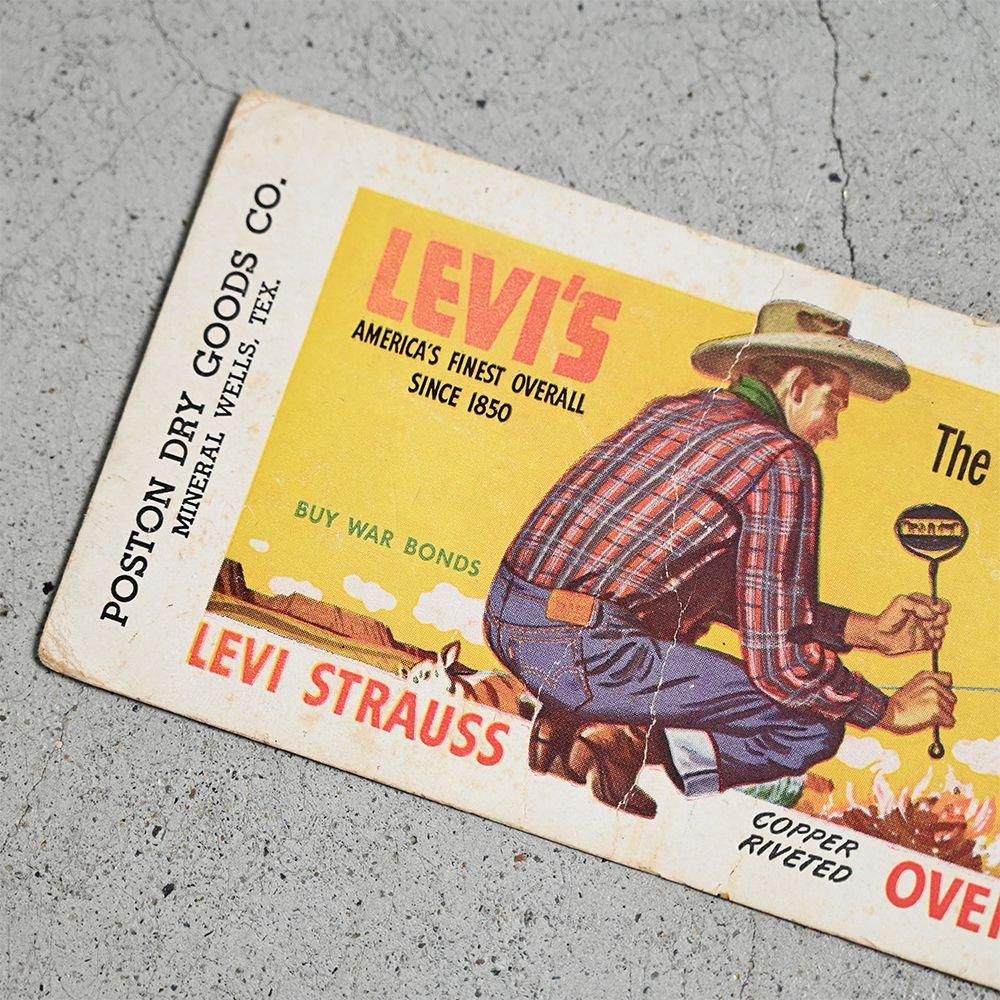 POSTON DRY GOODS CO.
MINERAL WELLS, TEX.
LEVI'S
AMERICA'S FINEST OVERALL
SINCE 1850
BUY WAR BONDS
The
LEVI STRAUSS
COPPER
RIVETED